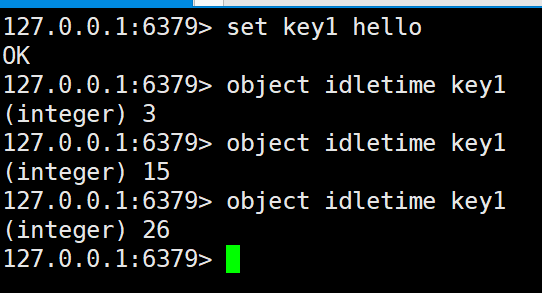 127.0.0.1:6379> set key1 hello
OK
127.0.0.1:6379> object idletime key1
(integer) 3
127.0.0.1:6379> object idletime key1
(integer) 15
127.0.0.1:6379> object idletime key1
(integer) 26
127.0.0.1:6379>